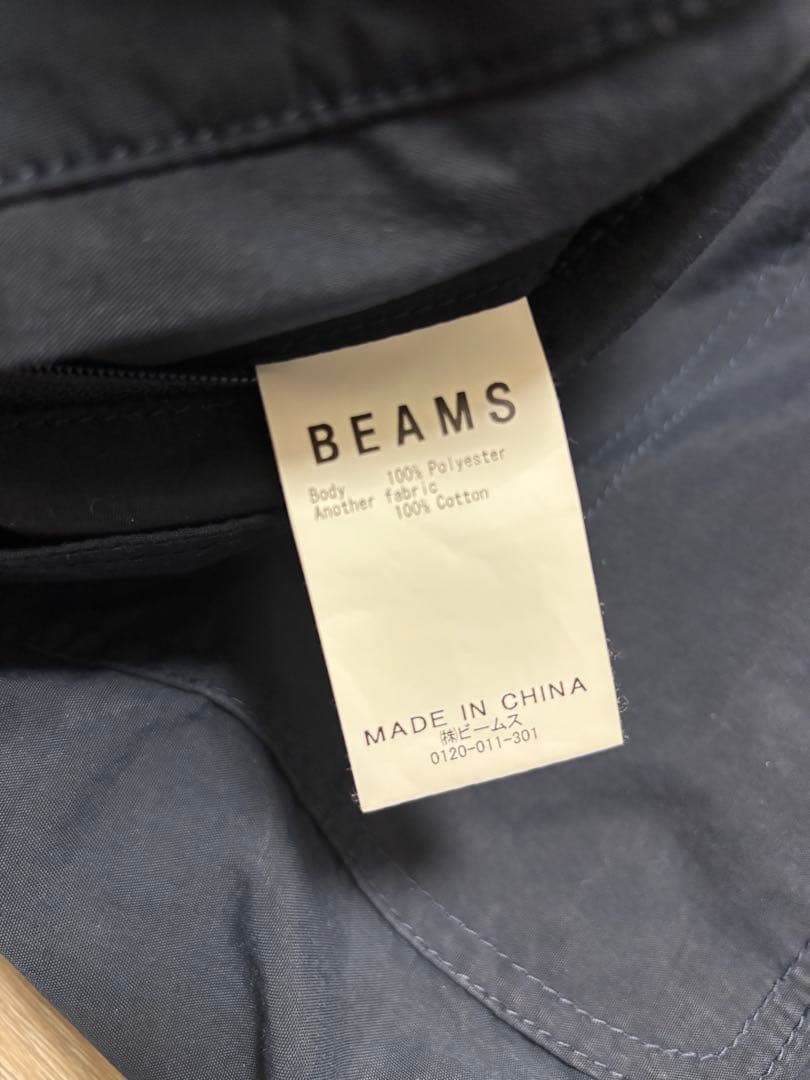 BEAMS
Body 100% Polyester
Another fabric
100% Cotton
MADE IN CHINA
㈱ビームス
0120-011-301